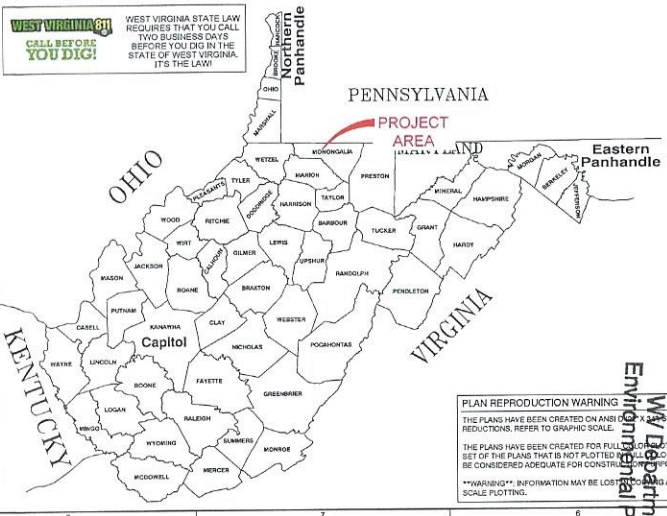 WEST VIRGINIA 811
CALL BEFORE
YOU DIG!
WEST VIRGINIA STATE LAW
REQUIRES THAT YOU CALL
TWO BUSINESS DAYS
BEFORE YOU DIG IN THE
STATE OF WEST VIRGINIA.
IT'S THE LAW!
HANCOCK
BROOKE
Northern
Panhandle
OHIO
MARSHALL
PENNSYLVANIA
PROJECT
AREA
MONONGALIA
WETZEL
MARION
PRESTON
Eastern
Panhandle
MORGAN
BERKELEY
JEFFERSON
OHIO
TYLER
PLEASANTS
DODDRIDGE
HARRISON
TAYLOR
MINERAL
HAMPSHIRE
WOOD
RITCHIE
BARBOUR
TUCKER
GRANT
HARDY
WIRT
CALHOUN
GILMER
LEWIS
UPSHUR
RANDOLPH
JACKSON
MASON
ROANE
BRAXTON
PENDLETON
VIRGINIA
PUTNAM
CABELL
KANAWHA
CLAY
WEBSTER
POCAHONTAS
Capitol
NICHOLAS
KENTUCKY
WAYNE
LINCOLN
BOONE
FAYETTE
GREENBRIER
LOGAN
MINGO
RALEIGH
WYOMING
SUMMERS
MONROE
MERCER
MCDOWELL
PLAN REPRODUCTION WARNING
THE PLANS HAVE BEEN CREATED ON ANSI D
REDUCTIONS, REFER TO GRAPHIC SCALE.
THE PLANS HAVE BEEN CREATED FOR FULL COLOR
SET OF THE PLANS THAT IS NOT PLOTTED IN FULL
BE CONSIDERED ADEQUATE FOR CONSTRUCTION
**WARNING**: INFORMATION MAY BE LOST
SCALE PLOTTING.
WV Departm
Environmental P
7
6